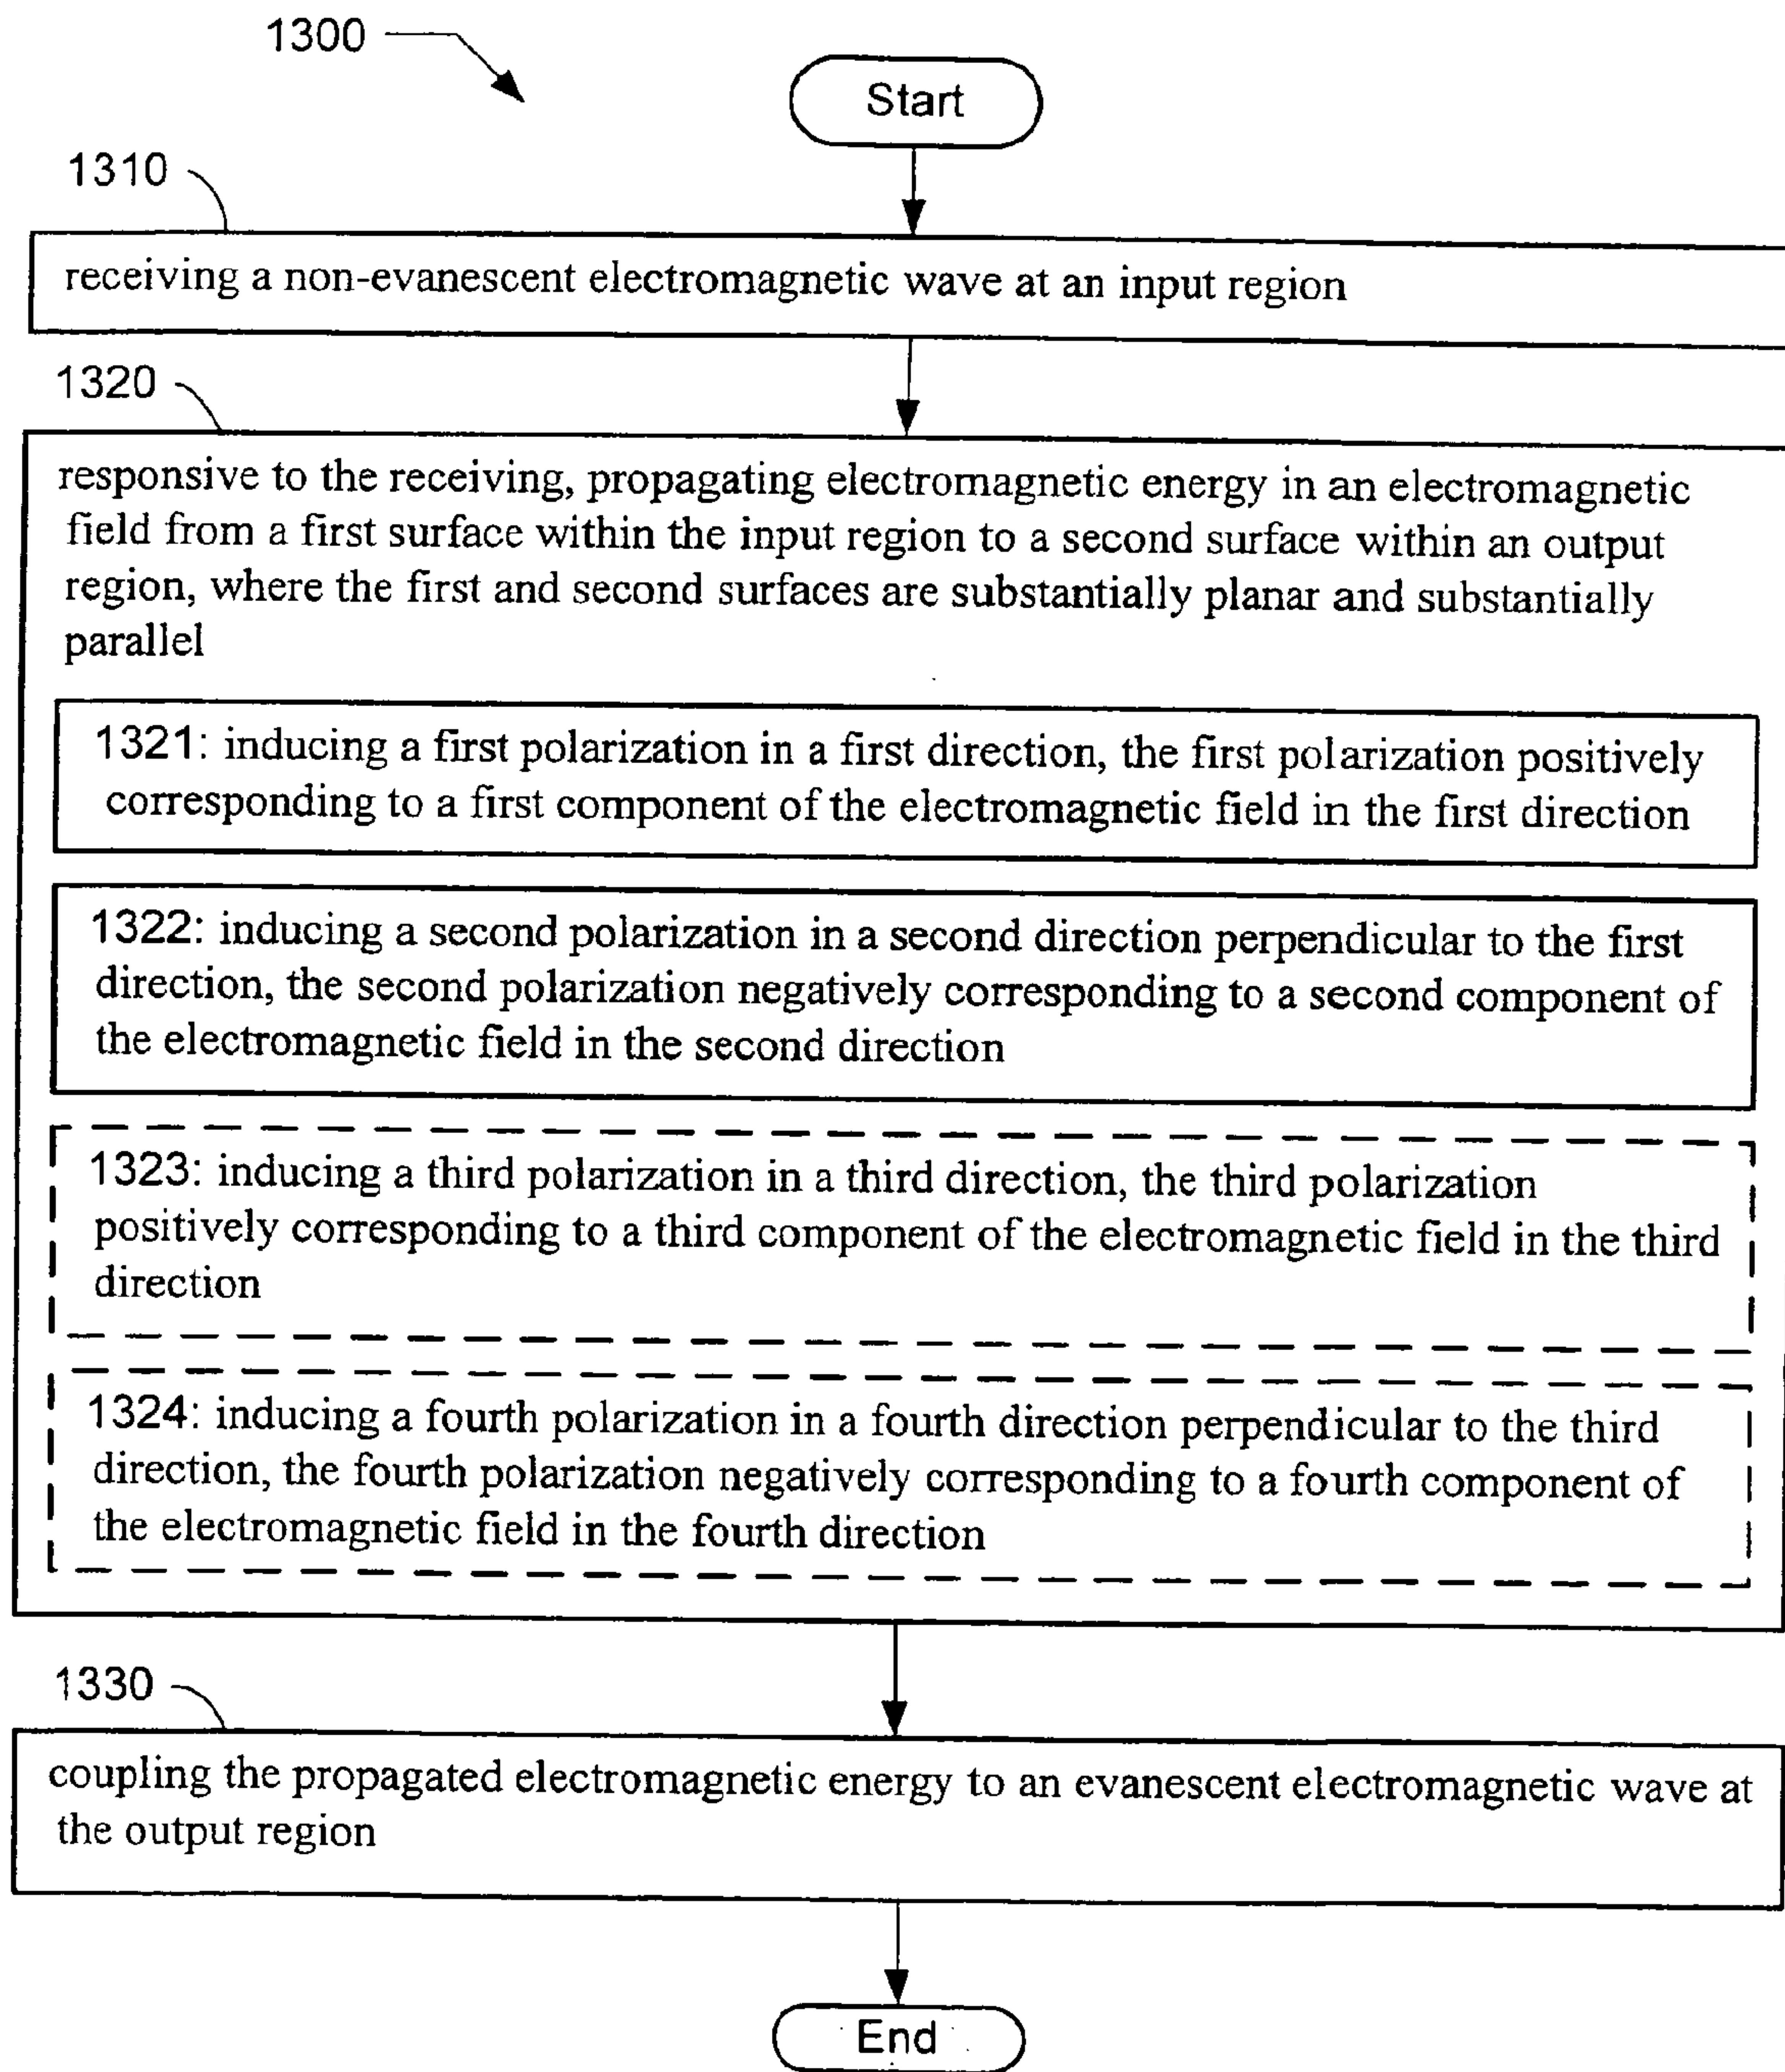 1300
Start
1310
receiving a non-evanescent electromagnetic wave at an input region
1320
responsive to the receiving, propagating electromagnetic energy in an electromagnetic
field from a first surface within the input region to a second surface within an output
region, where the first and second surfaces are substantially planar and substantially
parallel
1321: inducing a first polarization in a first direction, the first polarization positively
corresponding to a first component of the electromagnetic field in the first direction
1322: inducing a second polarization in a second direction perpendicular to the first
direction, the second polarization negatively corresponding to a second component of
the electromagnetic field in the second direction
1323: inducing a third polarization in a third direction, the third polarization
positively corresponding to a third component of the electromagnetic field in the third
direction
1324: inducing a fourth polarization in a fourth direction perpendicular to the third
direction, the fourth polarization negatively corresponding to a fourth component of
the electromagnetic field in the fourth direction
1330
coupling the propagated electromagnetic energy to an evanescent electromagnetic wave at
the output region
End